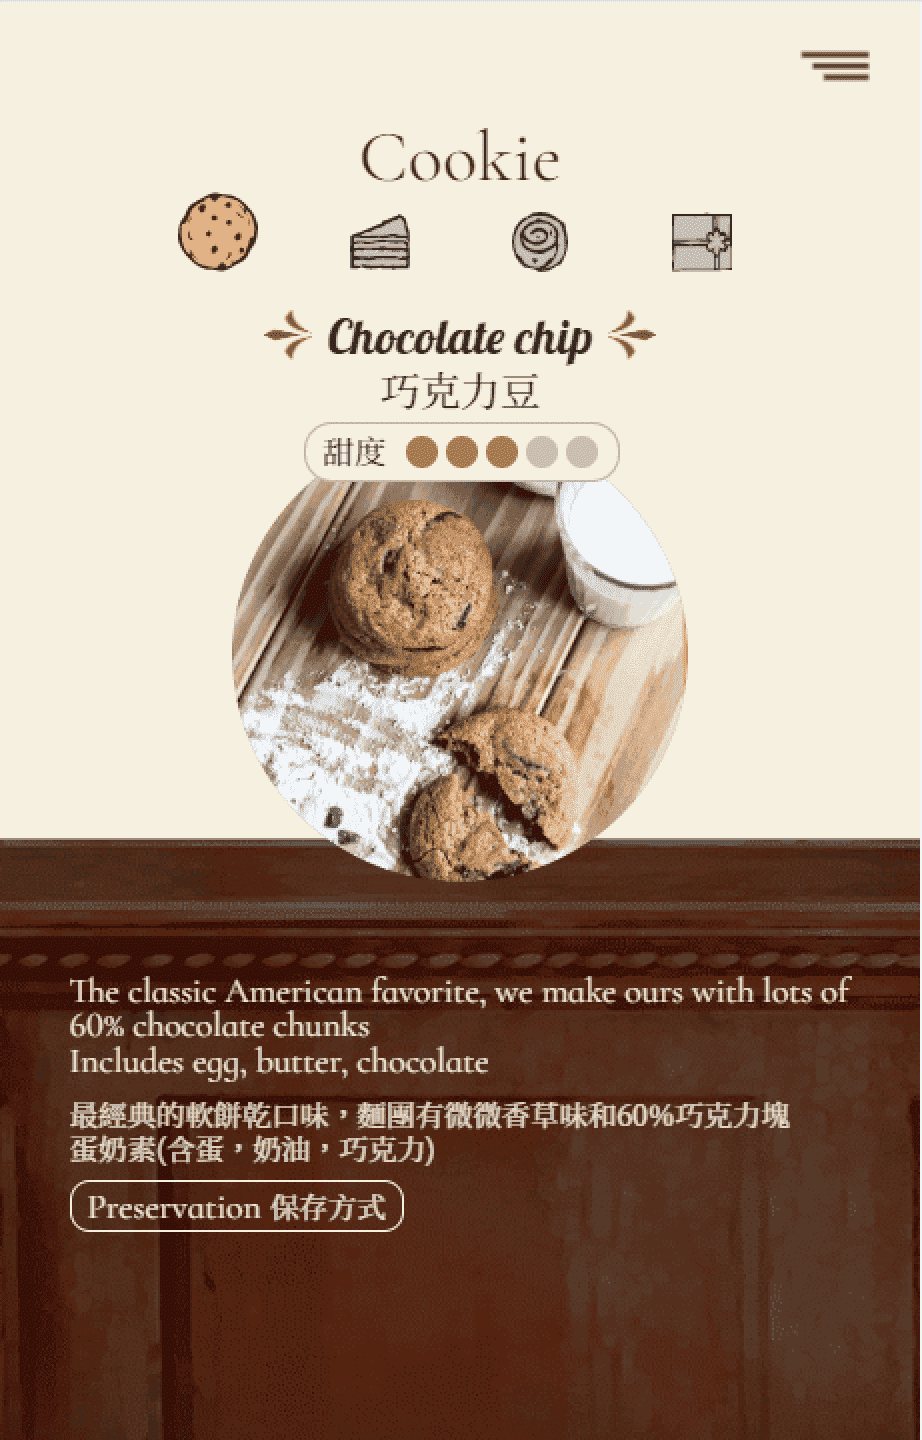 Cookie
Chocolate chip
巧克力豆
甜度
The classic American favorite, we make ours with lots of
60% chocolate chunks
Includes egg, butter, chocolate
最經典的軟餅乾口味，麵團有微微香草味和60%巧克力塊
蛋奶素(含蛋，奶油，巧克力)
Preservation 保存方式